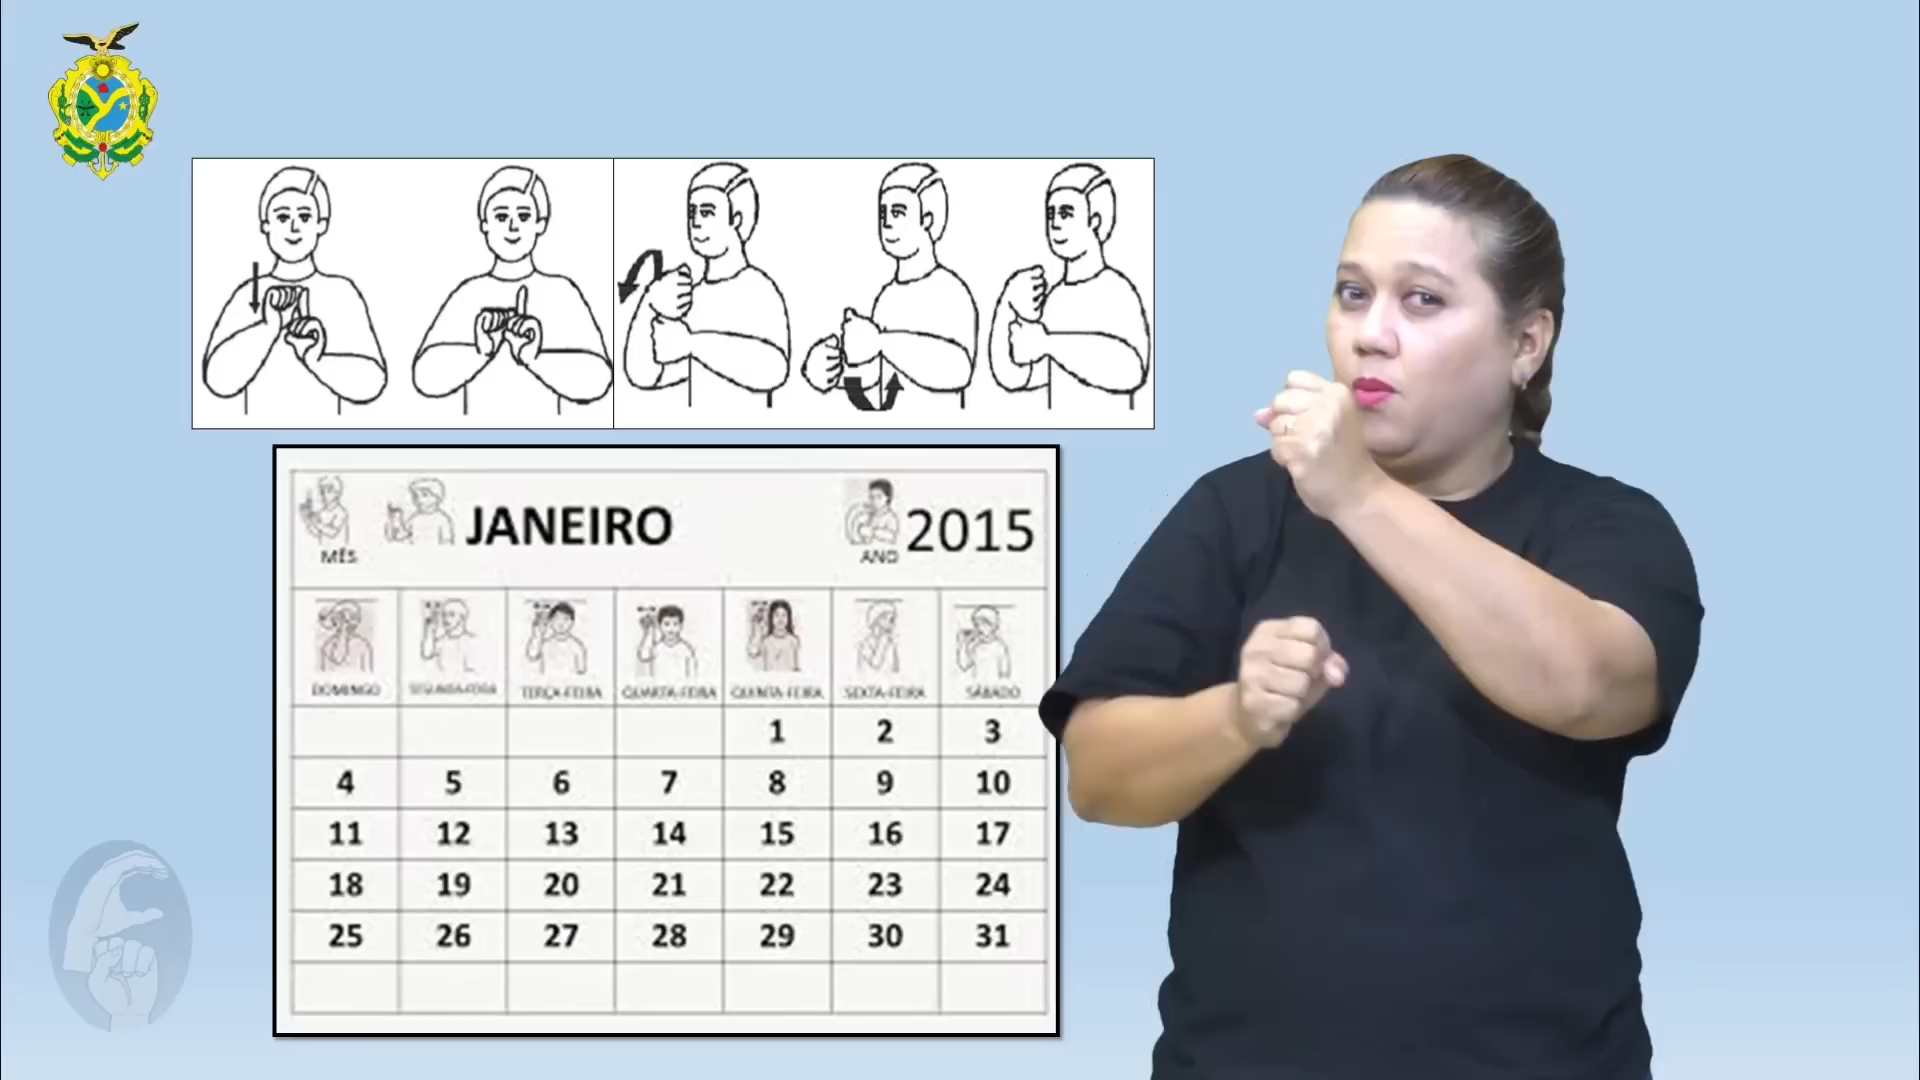 JANEIRO 2015
MÊS ANO
DOMINGO SEGUNDA-FEIRA TERÇA-FEIRA QUARTA-FEIRA QUINTA-FEIRA SEXTA-FEIRA SÁBADO
1 2 3
4 5 6 7 8 9 10
11 12 13 14 15 16 17
18 19 20 21 22 23 24
25 26 27 28 29 30 31